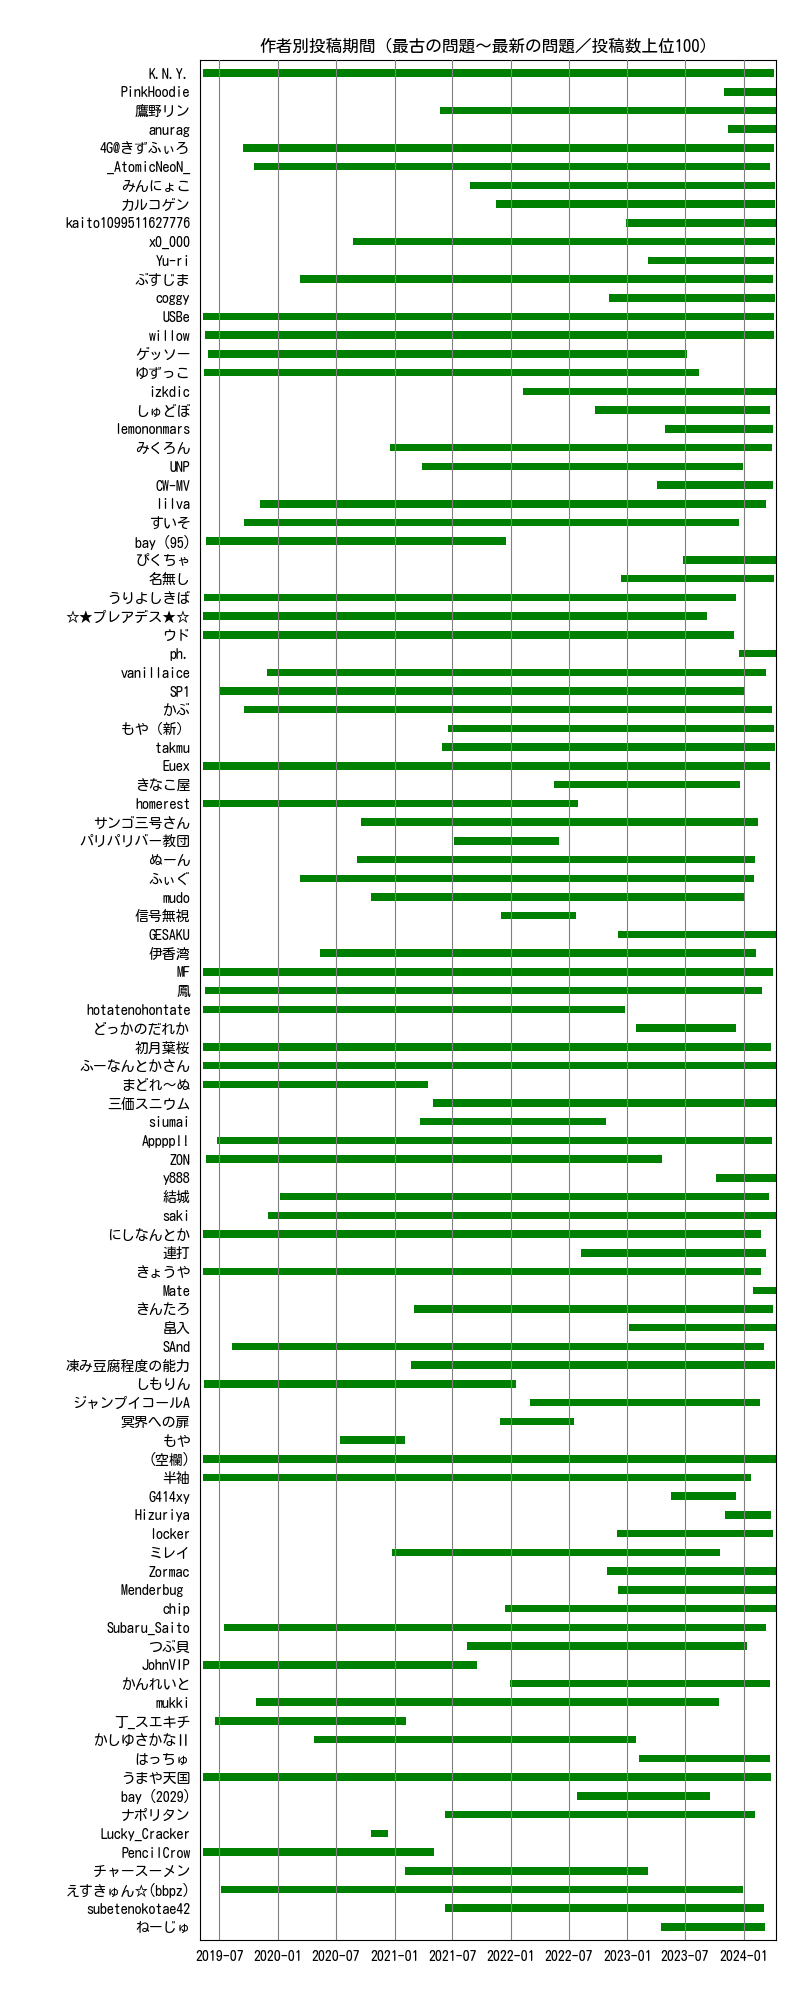 作者別投稿期間（最古の問題～最新の問題／投稿数上位100）
K.N.Y.
PinkHoodie
鷹野リン
anurag
4G@きずふぃろ
_AtomicNeoN_
みんにょこ
カルコゲン
kaito1099511627776
x0_000
Yu-ri
ぶすじま
coggy
USBe
willow
ゲッソー
ゆずっこ
izkdic
しゅどぼ
lemononmars
みくろん
UNP
CW-MV
lilva
すいそ
bay (95)
ぴくちゃ
名無し
うりよしきば
☆★プレアデス★☆
ウド
ph.
vanillaice
SP1
かぶ
もや（新）
takmu
Euex
きなこ屋
homerest
サンゴ三号さん
パリパリバー教団
ぬーん
ふぃぐ
mudo
信号無視
GESAKU
伊香湾
MF
鳳
hotatenohontate
どっかのだれか
初月葉桜
ふーなんとかさん
まどれ～ぬ
三価スニウム
siumai
Appppll
ZON
y888
結城
saki
にしなんとか
連打
きょうや
Mate
きんたろ
畠入
SAnd
凍み豆腐程度の能力
しもりん
ジャンプイコールA
冥界への扉
もや
(空欄)
半袖
G414xy
Hizuriya
locker
ミレイ
Zormac
Menderbug
chip
Subaru_Saito
つぶ貝
JohnVIP
かんれいと
mukki
丁_スエキチ
かしゆさかなII
はっちゅ
うまや天国
bay (2029)
ナポリタン
Lucky_Cracker
PencilCrow
チャースーメン
えすきゅん☆(bbpz)
subetenokotae42
ねーじゅ
2019-07 2020-01 2020-07 2021-01 2021-07 2022-01 2022-07 2023-01 2023-07 2024-01